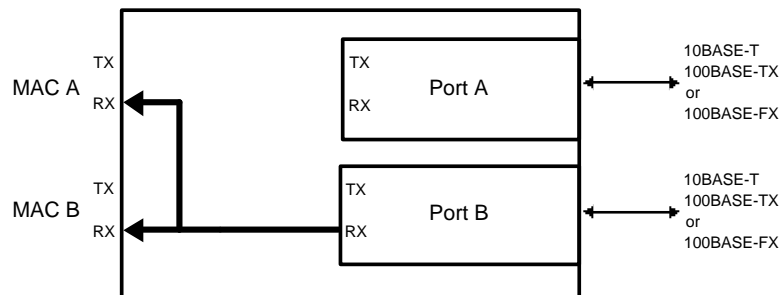 MAC A
TX
RX
TX
RX
Port A
10BASE-T
100BASE-TX
or
100BASE-FX
MAC B
TX
RX
TX
RX
Port B
10BASE-T
100BASE-TX
or
100BASE-FX